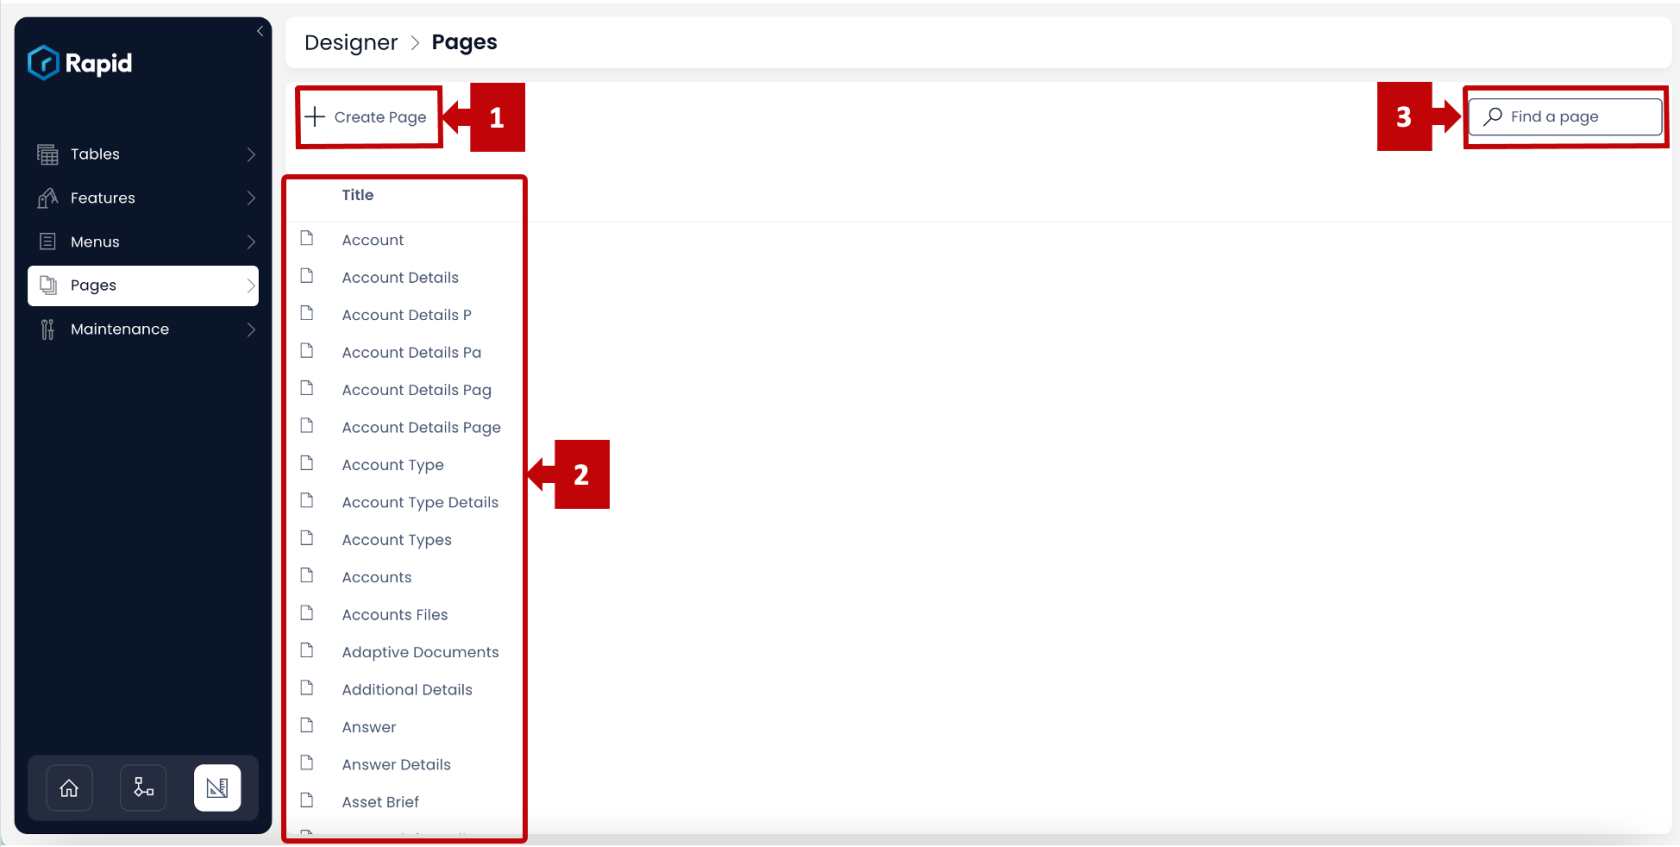 Rapid
Tables
Features
Menus
Pages
Maintenance
Designer > Pages
Create Page
1
3
Find a page
Title
Account
Account Details
Account Details P
Account Details Pa
Account Details Pag
Account Details Page
2
Account Type
Account Type Details
Account Types
Accounts
Accounts Files
Adaptive Documents
Additional Details
Answer
Answer Details
Asset Brief